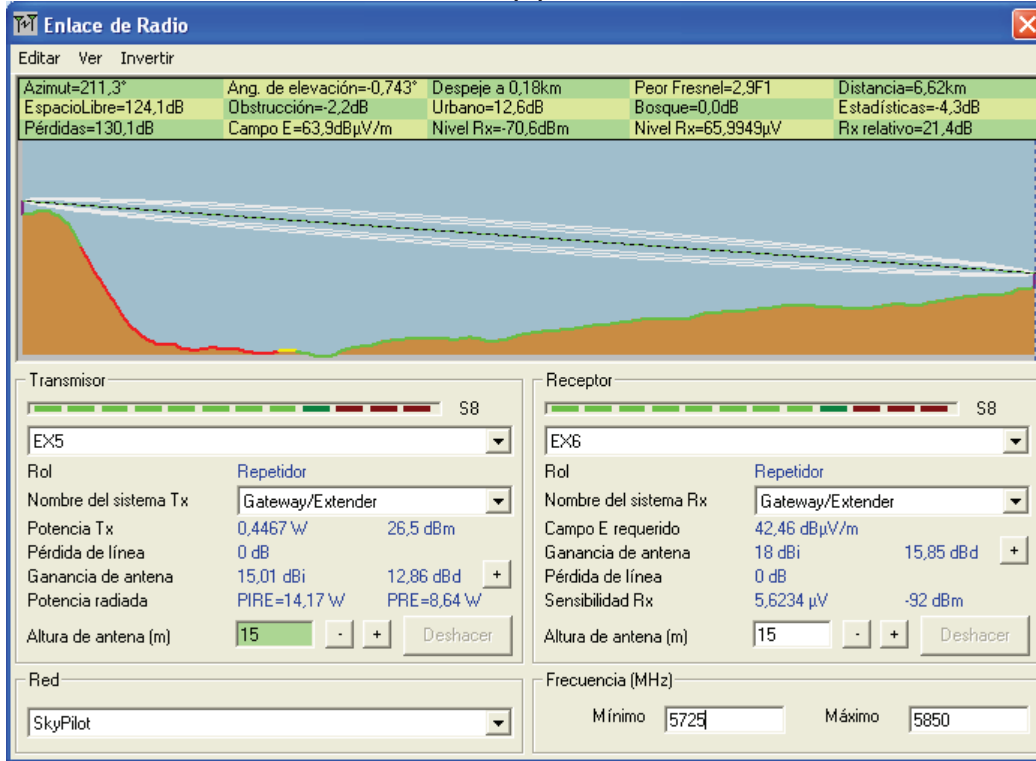 Enlace de Radio
Editar Ver Invertir
Azimut=211,3° Ang. de elevación=-0,743° Despeje a 0,18km Peor Fresnel=2,9F1 Distancia=6,62km
EspacioLibre=124,1dB Obstrucción=-2,2dB Urbano=12,6dB Bosque=0,0dB Estadísticas=-4,3dB
Pérdidas=130,1dB Campo E=63,9dBµV/m Nivel Rx=-70,6dBm Nivel Rx=65,9949µV Rx relativo=21,4dB
Transmisor Receptor
S8 S8
EX5 EX6
Rol Repetidor Rol Repetidor
Nombre del sistema Tx Gateway/Extender Nombre del sistema Rx Gateway/Extender
Potencia Tx 0,4467 W 26,5 dBm Campo E requerido 42,46 dBµV/m
Pérdida de línea 0 dB Ganancia de antena 18 dBi 15,85 dBd +
Ganancia de antena 15,01 dBi 12,86 dBd + Pérdida de línea 0 dB
Potencia radiada PIRE=14,17 W PRE=8,64 W Sensibilidad Rx 5,6234 µV -92 dBm
Altura de antena (m) 15 - + Deshacer Altura de antena (m) 15 - + Deshacer
Red Frecuencia (MHz)
SkyPilot Mínimo 5725 Máximo 5850